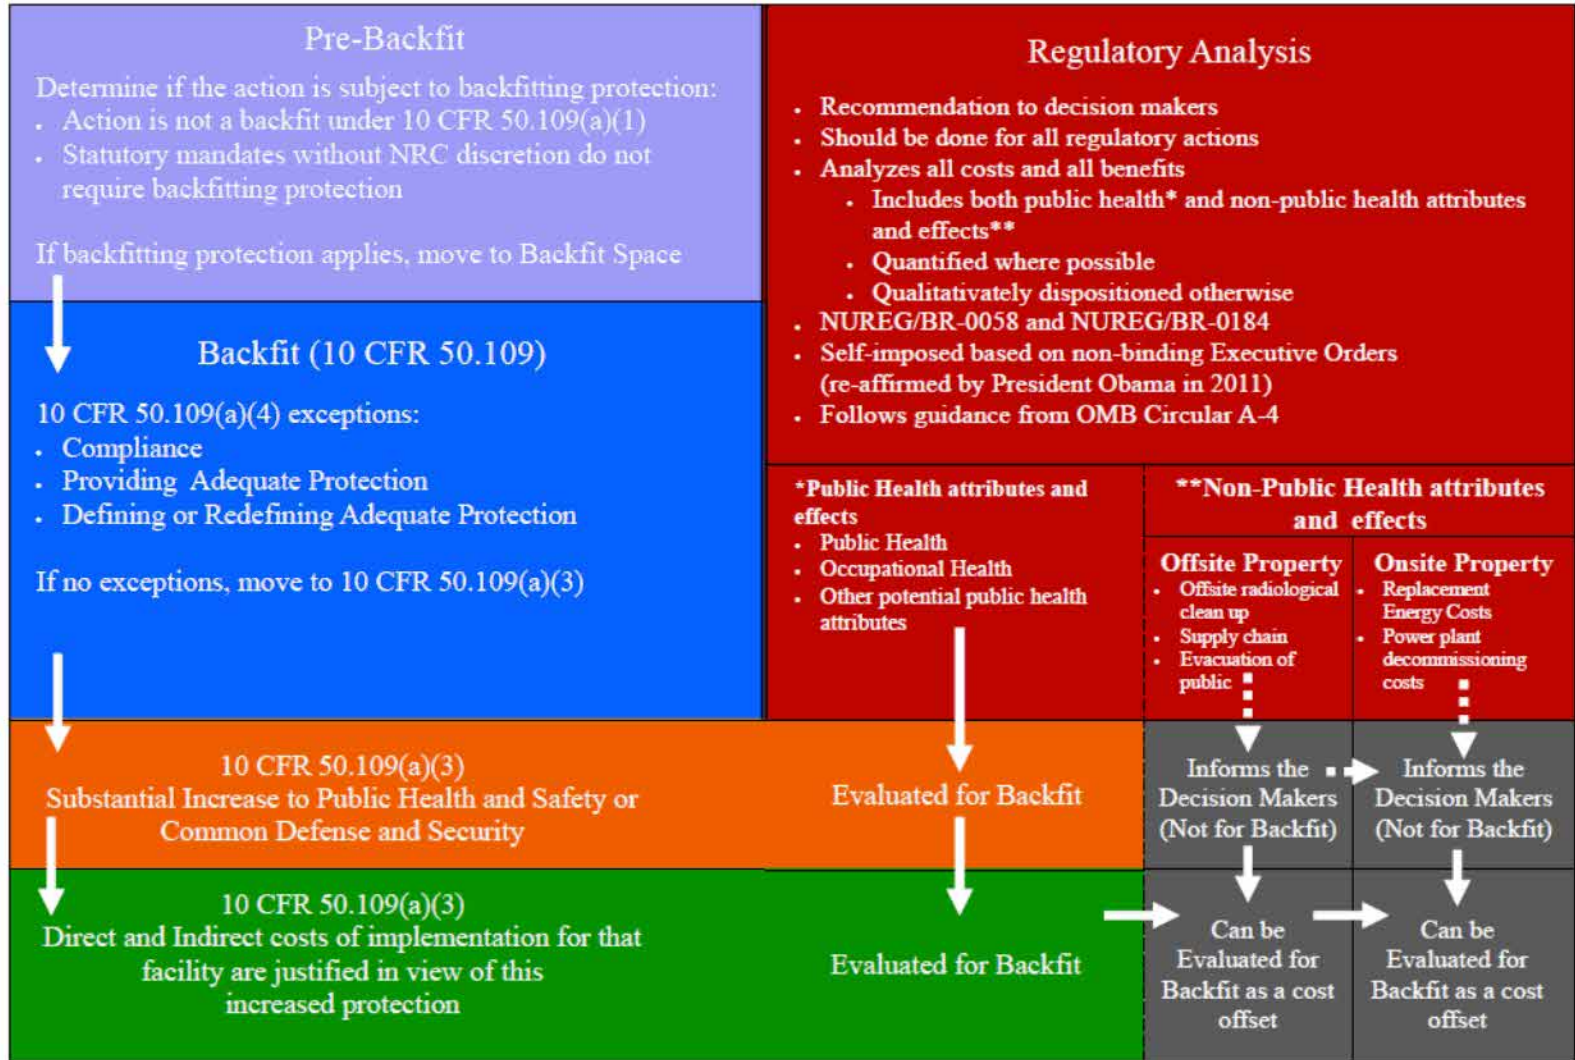 Pre-Backfit
Determine if the action is subject to backfitting protection:
• Action is not a backfit under 10 CFR 50.109(a)(1)
• Statutory mandates without NRC discretion do not
require backfitting protection
If backfitting protection applies, move to Backfit Space
Backfit (10 CFR 50.109)
10 CFR 50.109(a)(4) exceptions:
• Compliance
• Providing Adequate Protection
• Defining or Redefining Adequate Protection
If no exceptions, move to 10 CFR 50.109(a)(3)
Regulatory Analysis
• Recommendation to decision makers
• Should be done for all regulatory actions
• Analyzes all costs and all benefits
• Includes both public health* and non-public health attributes
and effects**
• Quantified where possible
• Qualitatively dispositioned otherwise
• NUREG/BR-0058 and NUREG/BR-0184
• Self-imposed based on non-binding Executive Orders
(re-affirmed by President Obama in 2011)
• Follows guidance from OMB Circular A-4
*Public Health attributes and
effects
• Public Health
• Occupational Health
• Other potential public health
attributes
**Non-Public Health attributes
and effects
Offsite Property
• Offsite radiological
clean up
• Supply chain
• Evacuation of
public
Onsite Property
• Replacement
Energy Costs
• Power plant
decommissioning
costs
10 CFR 50.109(a)(3)
Substantial Increase to Public Health and Safety or
Common Defense and Security
Evaluated for Backfit
Informs the
Decision Makers
(Not for Backfit)
Informs the
Decision Makers
(Not for Backfit)
10 CFR 50.109(a)(3)
Direct and Indirect costs of implementation for that
facility are justified in view of this
increased protection
Evaluated for Backfit
Can be
Evaluated for
Backfit as a cost
offset
Can be
Evaluated for
Backfit as a cost
offset